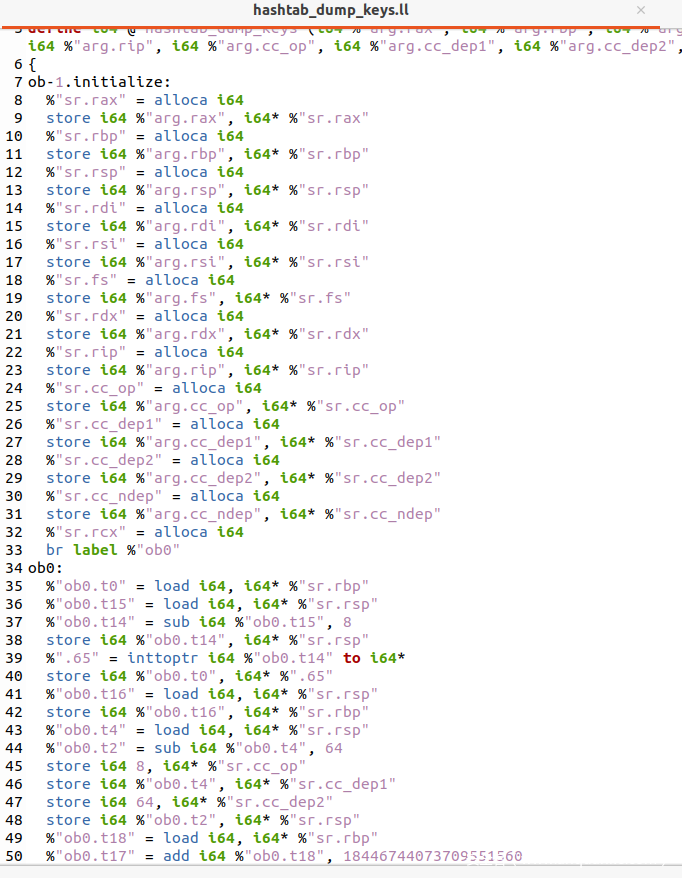 hashtab_dump_keys.ll
×
5 define i64 @"hashtab_dump_keys"(i64 %"arg.rax", i64 %"arg.rbp", i64 %"arg
i64 %"arg.rip", i64 %"arg.cc_op", i64 %"arg.cc_dep1", i64 %"arg.cc_dep2",
6 {
7 ob-1.initialize:
8   %"sr.rax" = alloca i64
9   store i64 %"arg.rax", i64* %"sr.rax"
10   %"sr.rbp" = alloca i64
11   store i64 %"arg.rbp", i64* %"sr.rbp"
12   %"sr.rsp" = alloca i64
13   store i64 %"arg.rsp", i64* %"sr.rsp"
14   %"sr.rdi" = alloca i64
15   store i64 %"arg.rdi", i64* %"sr.rdi"
16   %"sr.rsi" = alloca i64
17   store i64 %"arg.rsi", i64* %"sr.rsi"
18   %"sr.fs" = alloca i64
19   store i64 %"arg.fs", i64* %"sr.fs"
20   %"sr.rdx" = alloca i64
21   store i64 %"arg.rdx", i64* %"sr.rdx"
22   %"sr.rip" = alloca i64
23   store i64 %"arg.rip", i64* %"sr.rip"
24   %"sr.cc_op" = alloca i64
25   store i64 %"arg.cc_op", i64* %"sr.cc_op"
26   %"sr.cc_dep1" = alloca i64
27   store i64 %"arg.cc_dep1", i64* %"sr.cc_dep1"
28   %"sr.cc_dep2" = alloca i64
29   store i64 %"arg.cc_dep2", i64* %"sr.cc_dep2"
30   %"sr.cc_ndep" = alloca i64
31   store i64 %"arg.cc_ndep", i64* %"sr.cc_ndep"
32   %"sr.rcx" = alloca i64
33   br label %"ob0"
34 ob0:
35   %"ob0.t0" = load i64, i64* %"sr.rbp"
36   %"ob0.t15" = load i64, i64* %"sr.rsp"
37   %"ob0.t14" = sub i64 %"ob0.t15", 8
38   store i64 %"ob0.t14", i64* %"sr.rsp"
39   %".65" = inttoptr i64 %"ob0.t14" to i64*
40   store i64 %"ob0.t0", i64* %".65"
41   %"ob0.t16" = load i64, i64* %"sr.rsp"
42   store i64 %"ob0.t16", i64* %"sr.rbp"
43   %"ob0.t4" = load i64, i64* %"sr.rsp"
44   %"ob0.t2" = sub i64 %"ob0.t4", 64
45   store i64 8, i64* %"sr.cc_op"
46   store i64 %"ob0.t4", i64* %"sr.cc_dep1"
47   store i64 64, i64* %"sr.cc_dep2"
48   store i64 %"ob0.t2", i64* %"sr.rsp"
49   %"ob0.t18" = load i64, i64* %"sr.rbp"
50   %"ob0.t17" = add i64 %"ob0.t18", 18446744073709551560